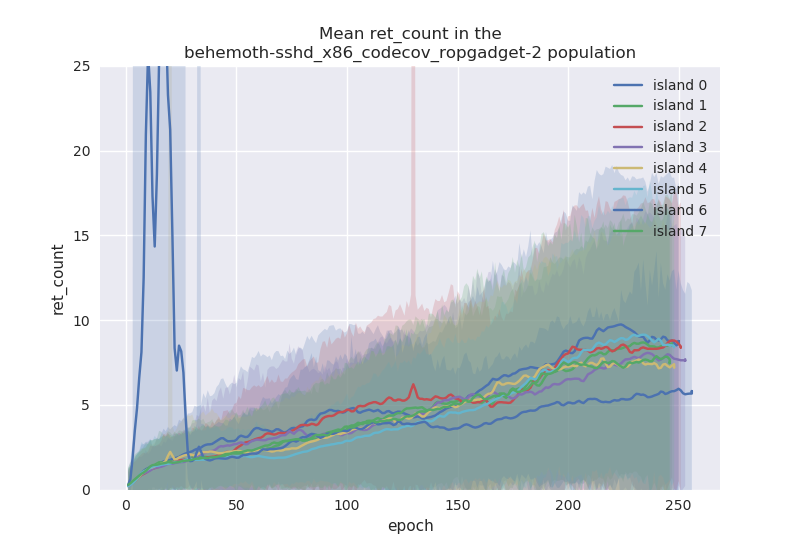 Mean ret_count in the
behemoth-sshd_x86_codecov_ropgadget-2 population
25
20
15
10
5
0
ret_count
0
50
100
150
200
250
epoch
island 0
island 1
island 2
island 3
island 4
island 5
island 6
island 7